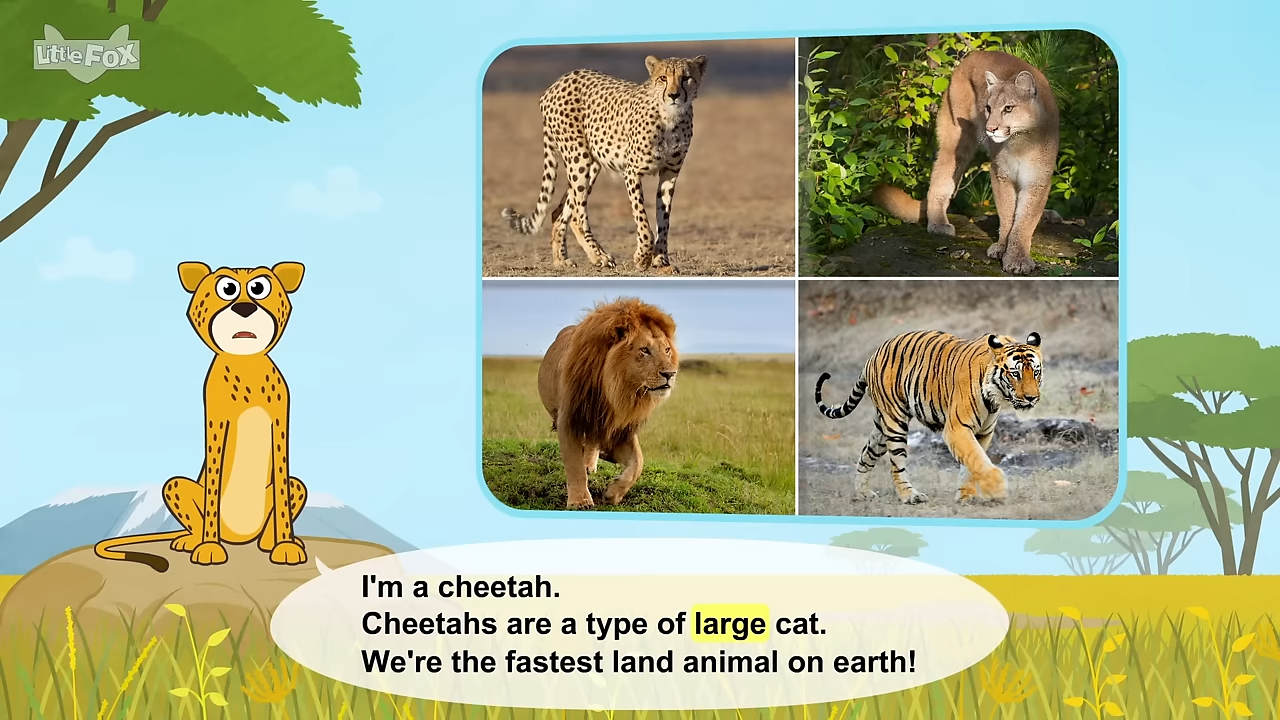 Little Fox
I'm a cheetah.
Cheetahs are a type of large cat.
We're the fastest land animal on earth!